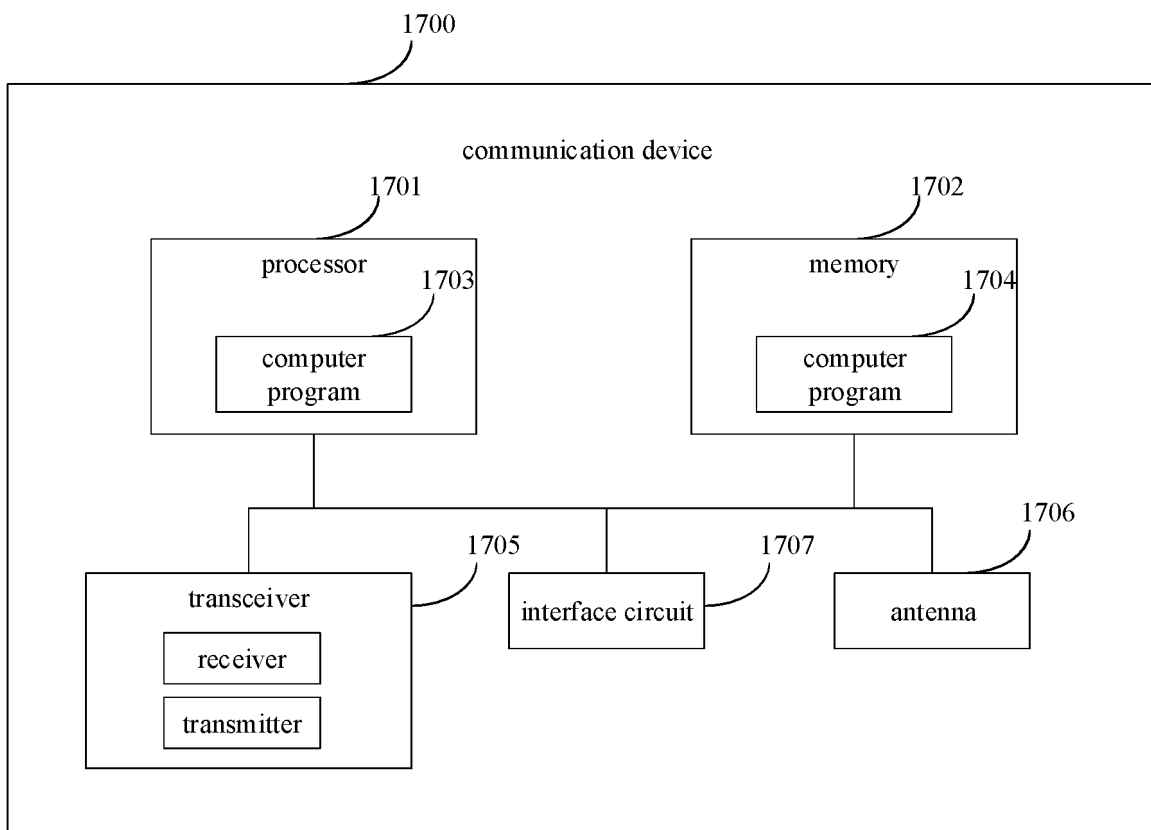 1700
communication device
1701
1702
processor
memory
1703
1704
computer
program
computer
program
1705
1707
1706
transceiver
interface circuit
antenna
receiver
transmitter